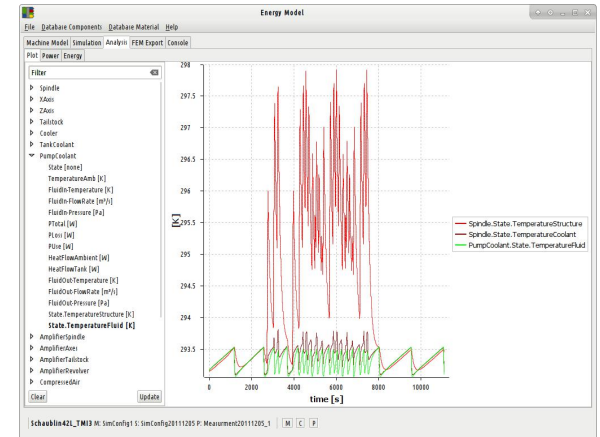 Energy Model
File Database Components Database Material Help
Machine Model Simulation Analysis FEM Export Console
Plot Power Energy
Filter
Spindle
XAxis
ZAxis
Tailstock
Cooler
TankCoolant
PumpCoolant
State [none]
TemperatureAmb [K]
FluidIn-Temperature [K]
FluidIn-FlowRate [m³/s]
FluidIn-Pressure [Pa]
PTotal [W]
PLoss [W]
PUse [W]
HeatFlowAmbient [W]
HeatFlowTank [W]
FluidOut-Temperature [K]
FluidOut-FlowRate [m³/s]
FluidOut-Pressure [Pa]
State.TemperatureStructure [K]
State.TemperatureFluid [K]
AmplifierSpindle
AmplifierAxes
AmplifierTailstock
AmplifierRevolver
CompressedAir
Clear Update
298
297.5
297
296.5
296
295.5
295
294.5
294
293.5
[K]
0 2000 4000 6000 8000 10000
time [s]
Spindle.State.TemperatureStructure
Spindle.State.TemperatureCoolant
PumpCoolant.State.TemperatureFluid
Schaublin42L_TMI3 M: SimConfig1 S: SimConfig20111205 P: Meaiurment20111205_1 M C P